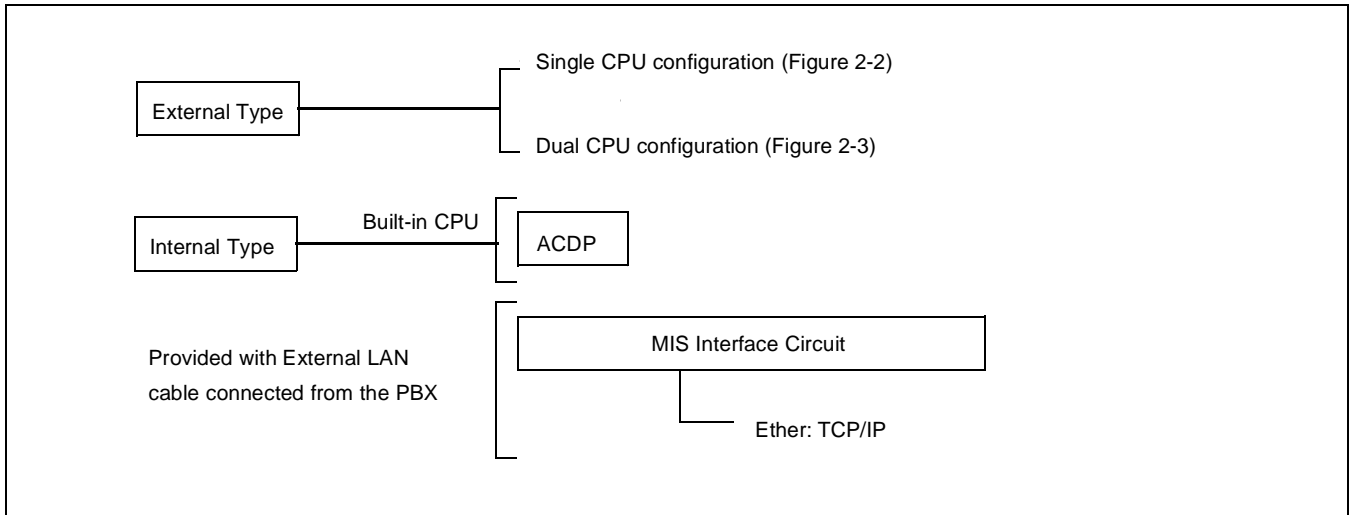 Single CPU configuration (Figure 2-2)
External Type
Dual CPU configuration (Figure 2-3)
Built-in CPU
Internal Type
ACDP
MIS Interface Circuit
Provided with External LAN
cable connected from the PBX
Ether: TCP/IP